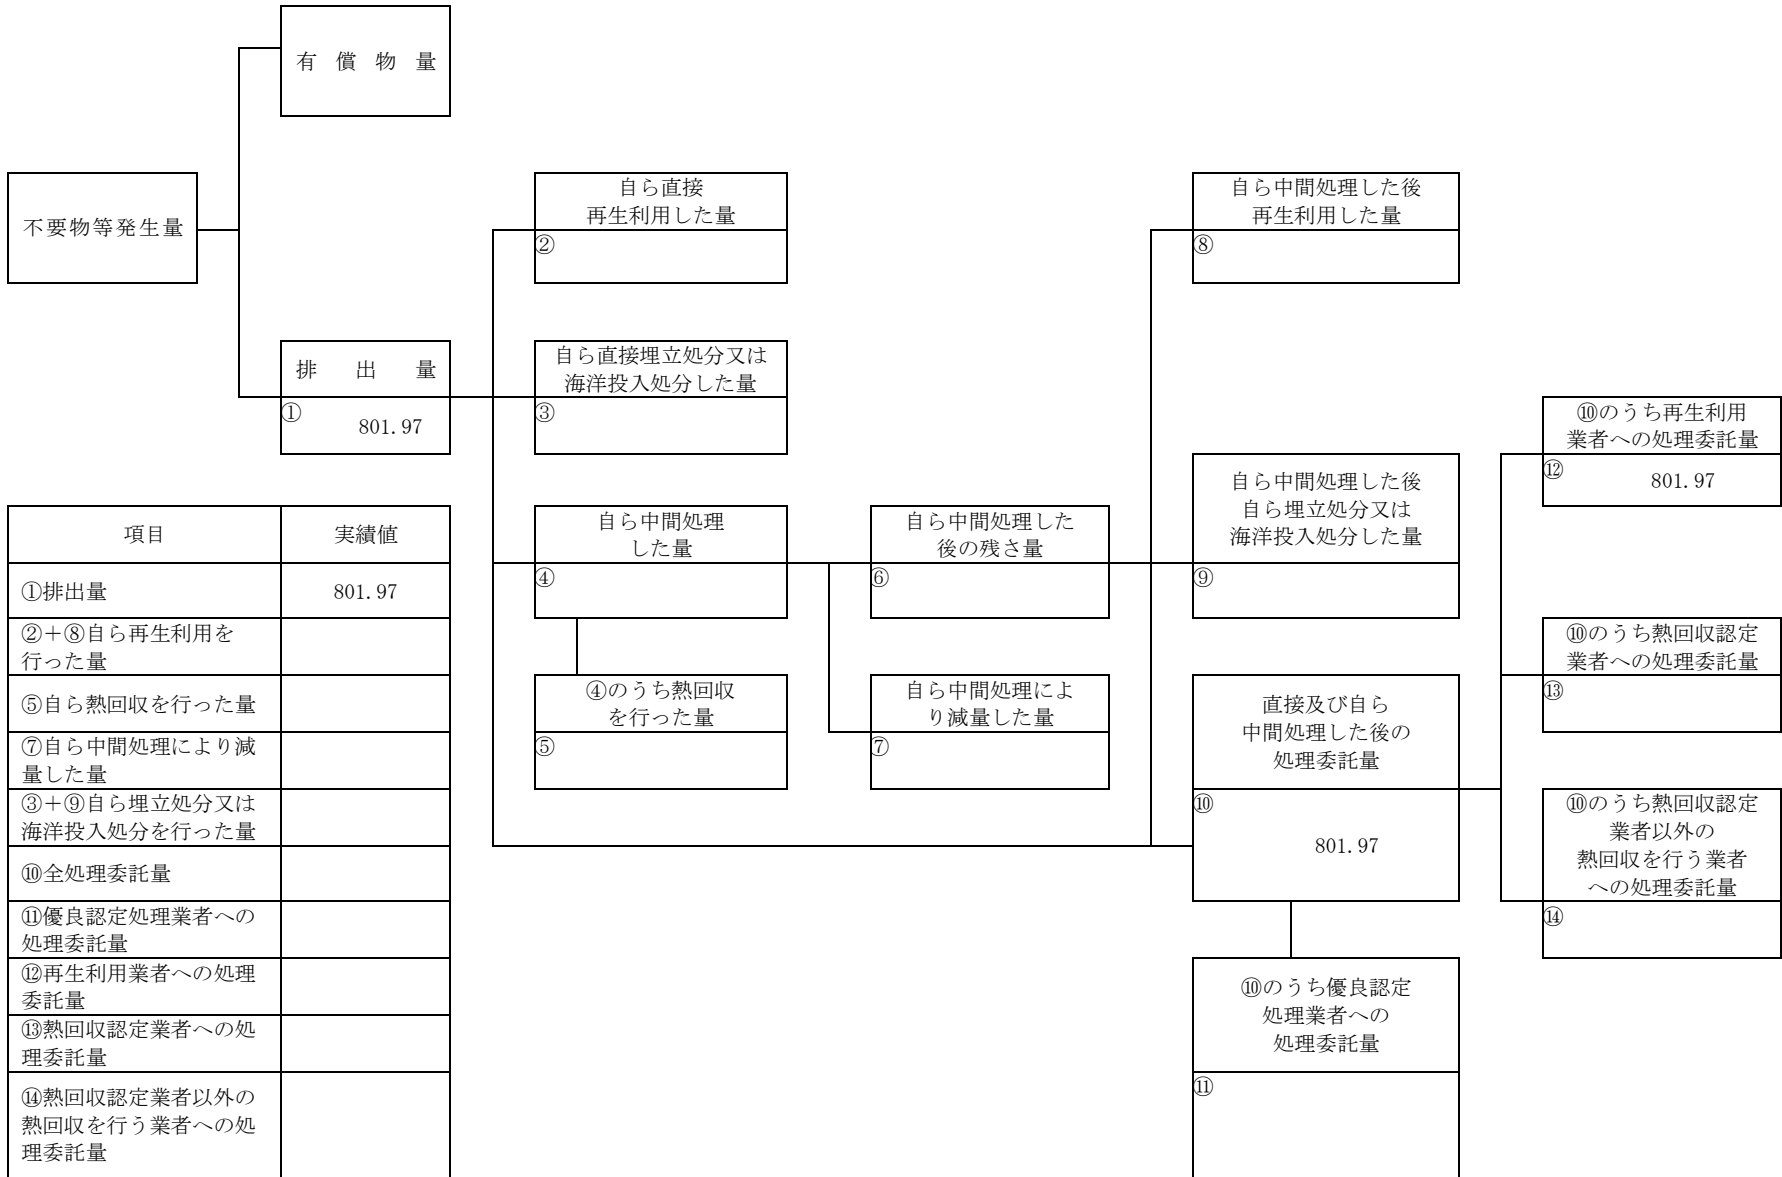 有償物量
不要物等発生量
排出量
①
801.97
自ら直接
再生利用した量
②
自ら直接埋立処分又は
海洋投入処分した量
③
自ら中間処理
した量
④
④のうち熱回収
を行った量
⑤
自ら中間処理した
後の残さ量
⑥
自ら中間処理によ
り減量した量
⑦
自ら中間処理した後
再生利用した量
⑧
自ら中間処理した後
自ら埋立処分又は
海洋投入処分した量
⑨
直接及び自ら
中間処理した後の
処理委託量
⑩
801.97
⑩のうち優良認定
処理業者への
処理委託量
⑪
⑩のうち再生利用
業者への処理委託量
⑫
801.97
⑩のうち熱回収認定
業者への処理委託量
⑬
⑩のうち熱回収認定
業者以外の
熱回収を行う業者
への処理委託量
⑭
項目 実績値
①排出量 801.97
②+⑧自ら再生利用を
行った量
⑤自ら熱回収を行った量
⑦自ら中間処理により減
量した量
③+⑨自ら埋立処分又は
海洋投入処分を行った量
⑩全処理委託量
⑪優良認定処理業者への
処理委託量
⑫再生利用業者への処理
委託量
⑬熱回収認定業者への処
理委託量
⑭熱回収認定業者以外の
熱回収を行う業者への処
理委託量